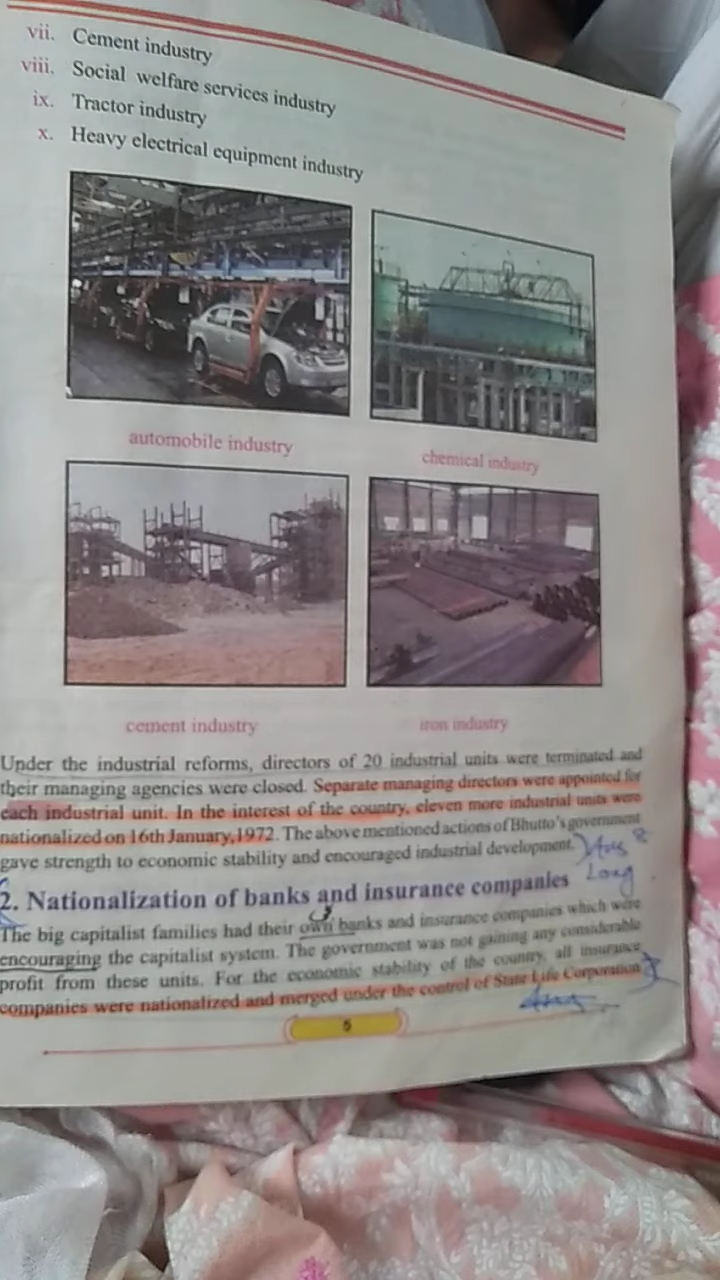 vii. Cement industry
viii. Social welfare services industry
ix. Tractor industry
x. Heavy electrical equipment industry
automobile industry
chemical industry
cement industry
iron industry
Under the industrial reforms, directors of 20 industrial units were terminated and
their managing agencies were closed. Separate managing directors were appointed for
each industrial unit. In the interest of the country, eleven more industrial units were
nationalized on 16th January,1972. The above mentioned actions of Bhutto's government
gave strength to economic stability and encouraged industrial development.
Long
2. Nationalization of banks and insurance companies
The big capitalist families had their own banks and insurance companies which were
encouraging the capitalist system. The government was not gaining any considerable
profit from these units. For the economic stability of the country, all insurance
companies were nationalized and merged under the control of State Life Corporation
5